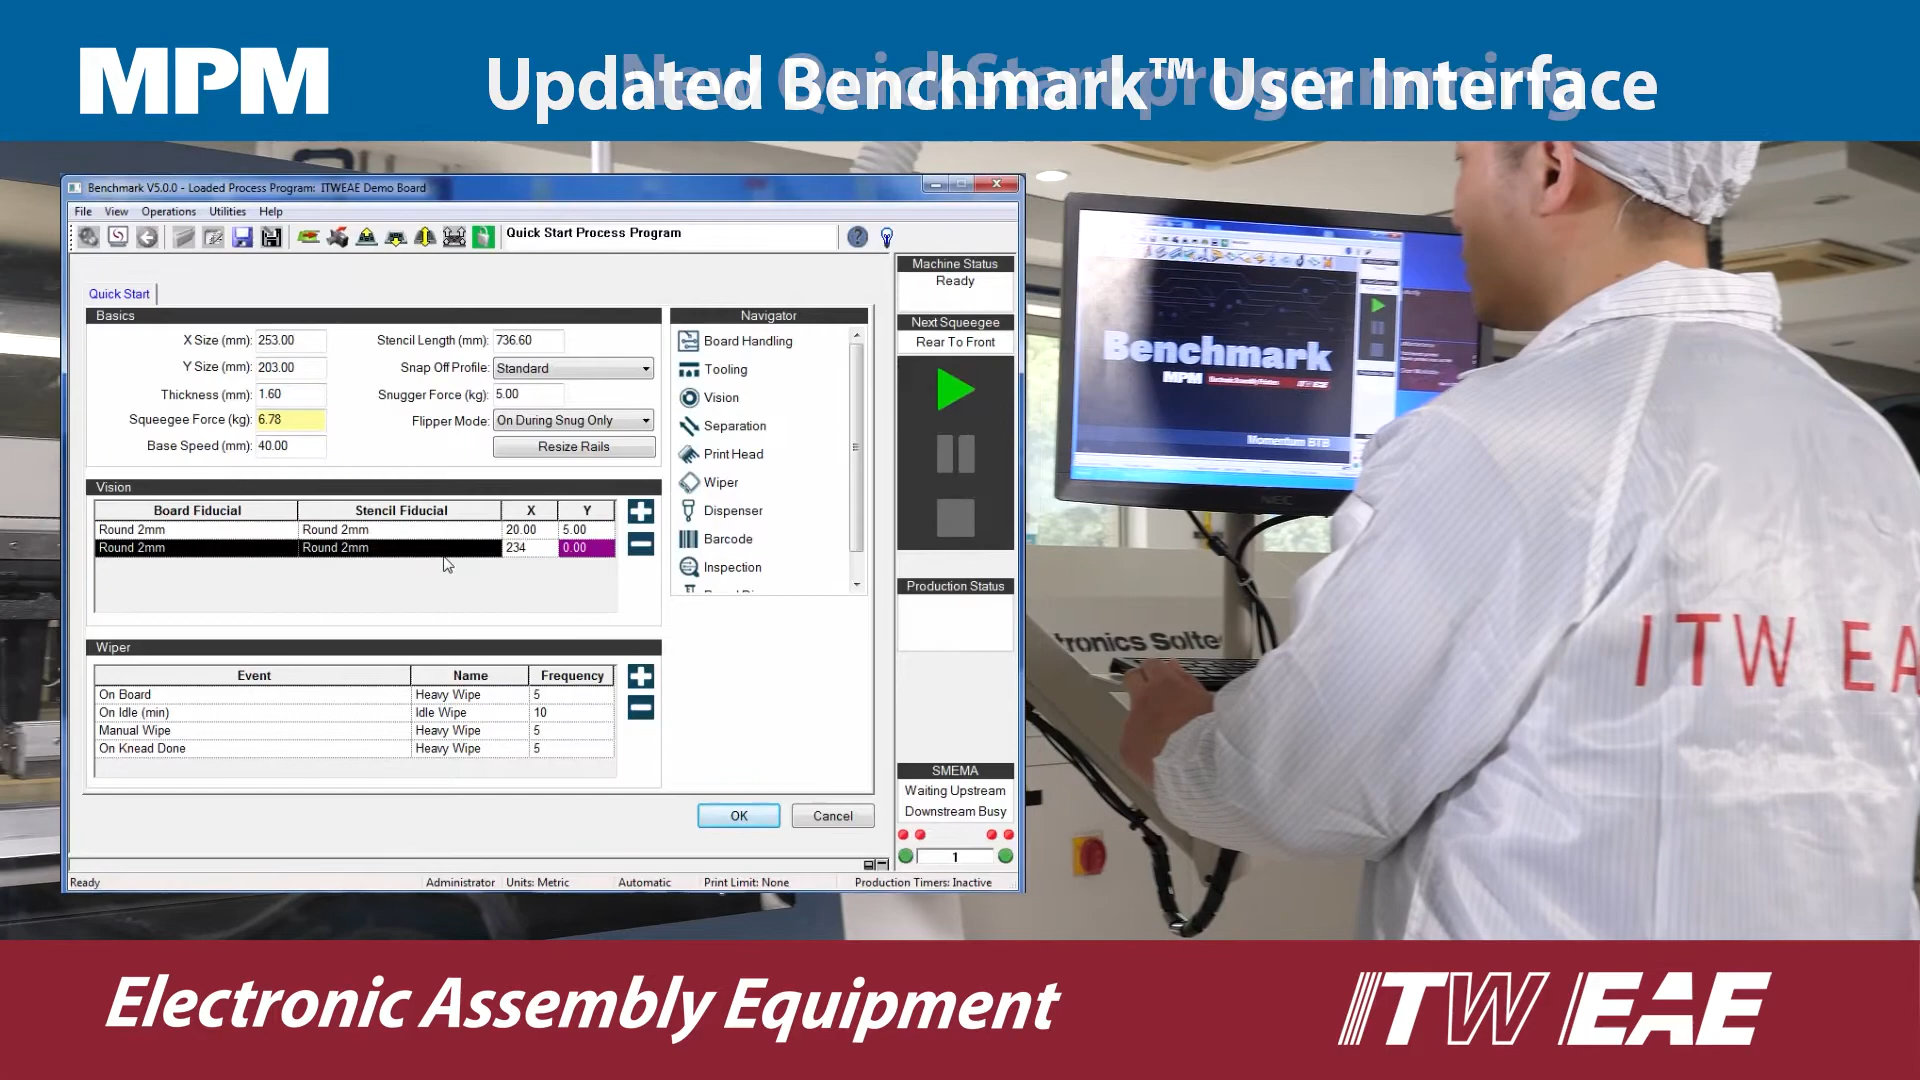 MPM
Updated Benchmark™ User Interface
New QuickStart programming
Benchmark V5.0.0 - Loaded Process Program: ITWEAE Demo Board
File View Operations Utilities Help
Quick Start Process Program
Quick Start
Basics
X Size (mm): 253.00
Y Size (mm): 203.00
Thickness (mm): 1.60
Squeegee Force (kg): 6.78
Base Speed (mm): 40.00
Stencil Length (mm): 736.60
Snap Off Profile: Standard
Snugger Force (kg): 5.00
Flipper Mode: On During Snug Only
Resize Rails
Vision
Board Fiducial Stencil Fiducial X Y
Round 2mm Round 2mm 20.00 5.00
Round 2mm Round 2mm 234 0.00
Wiper
Event Name Frequency
On Board Heavy Wipe 5
On Idle (min) Idle Wipe 10
Manual Wipe Heavy Wipe 5
On Knead Done Heavy Wipe 5
Navigator
Board Handling
Tooling
Vision
Separation
Print Head
Wiper
Dispenser
Barcode
Inspection
OK Cancel
Machine Status
Ready
Next Squeegee
Rear To Front
Production Status
SMEMA
Waiting Upstream
Downstream Busy
1
Ready Administrator Units: Metric Automatic Print Limit: None Production Timers: Inactive
Benchmark
MPM
Momentum BTB
NEC
ITW EA
Electronic Assembly Equipment
ITW EAE